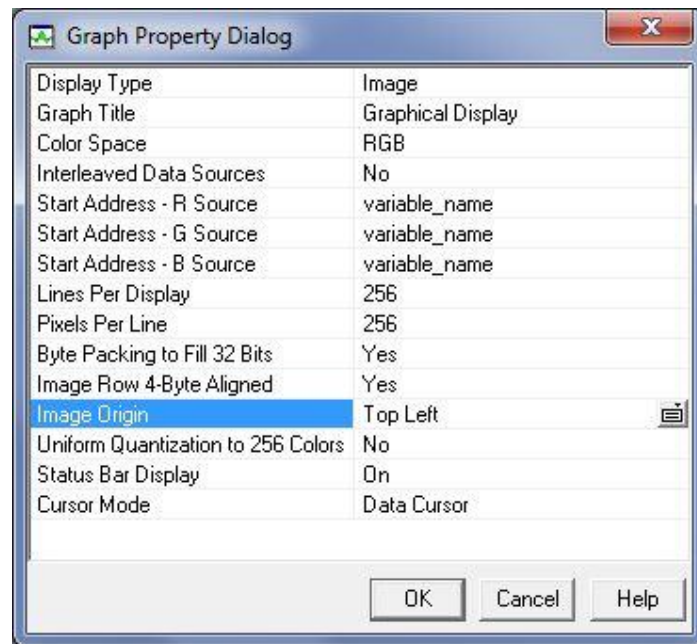 Graph Property Dialog
Display Type Image
Graph Title Graphical Display
Color Space RGB
Interleaved Data Sources No
Start Address - R Source variable_name
Start Address - G Source variable_name
Start Address - B Source variable_name
Lines Per Display 256
Pixels Per Line 256
Byte Packing to Fill 32 Bits Yes
Image Row 4-Byte Aligned Yes
Image Origin Top Left
Uniform Quantization to 256 Colors No
Status Bar Display On
Cursor Mode Data Cursor
OK Cancel Help